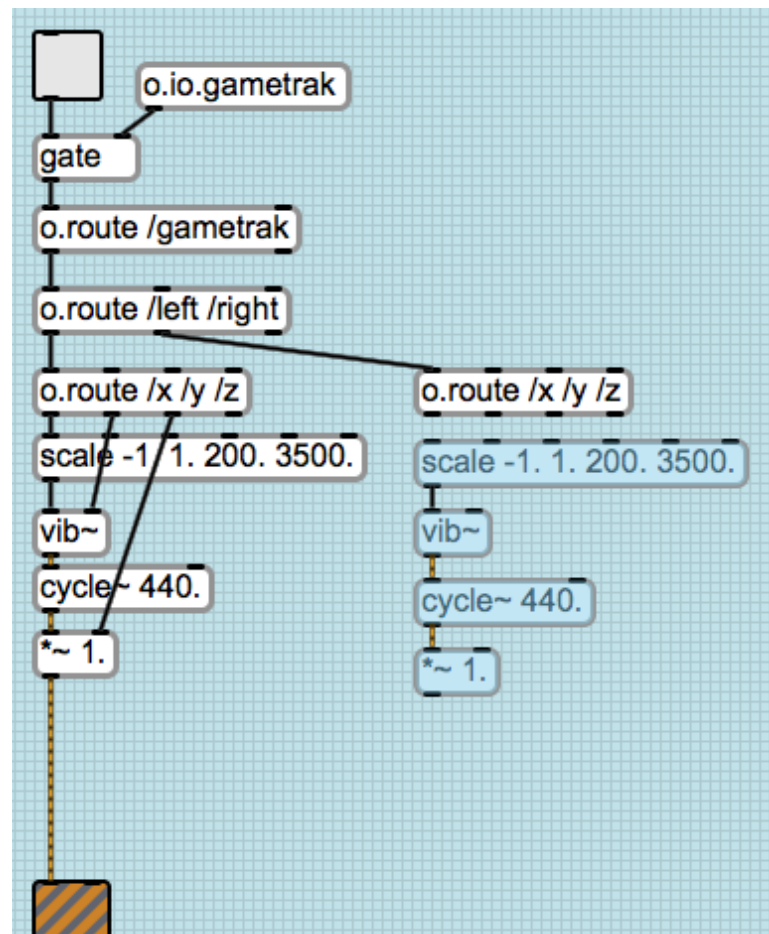 o.io.gametrak
gate
o.route /gametrak
o.route /left /right
o.route /x /y /z
o.route /x /y /z
scale -1. 1. 200. 3500.
scale -1. 1. 200. 3500.
vib~
vib~
cycle~ 440.
cycle~ 440.
*~ 1.
*~ 1.